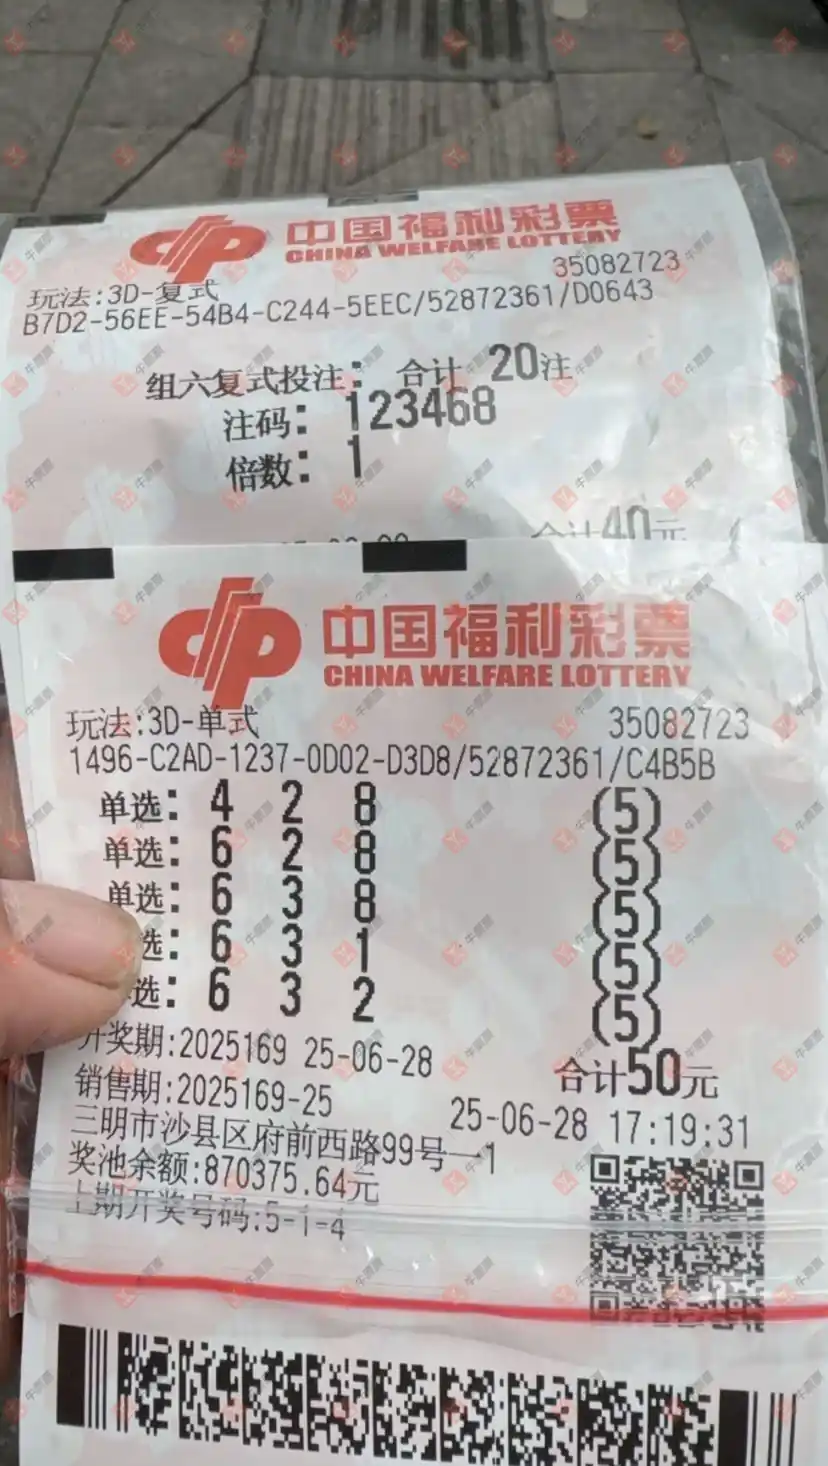 中国福利彩票
CHINA WELFARE LOTTERY
35082723
玩法:3D-复式
B7D2-56EE-54B4-C244-5EEC/52872361/D0643
组六复式投注: 合计 20注
注码: 123468
倍数: 1
合计40元
中国福利彩票
CHINA WELFARE LOTTERY
玩法:3D-单式 35082723
1496-C2AD-1237-0D02-D3D8/52872361/C4B5B
单选: 4 2 8 (5)
单选: 6 2 8 (5)
单选: 6 3 8 (5)
选: 6 3 1 (5)
选: 6 3 2 (5)
开奖期:2025169 25-06-28 合计50元
销售期:2025169-25 25-06-28 17:19:31
三明市沙县区府前西路99号一1
奖池余额:870375.64元
上期开奖号码:5-1-4